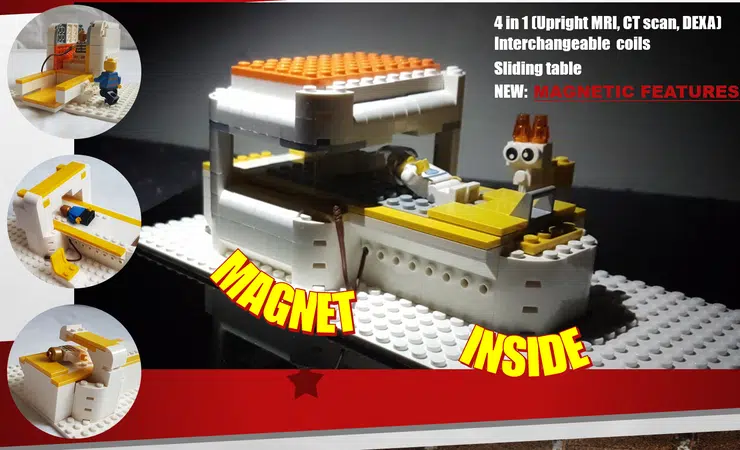 4 in 1 (Upright MRI, CT scan, DEXA)
Interchangeable coils
Sliding table
NEW: MAGNETIC FEATURES
MAGNET
INSIDE